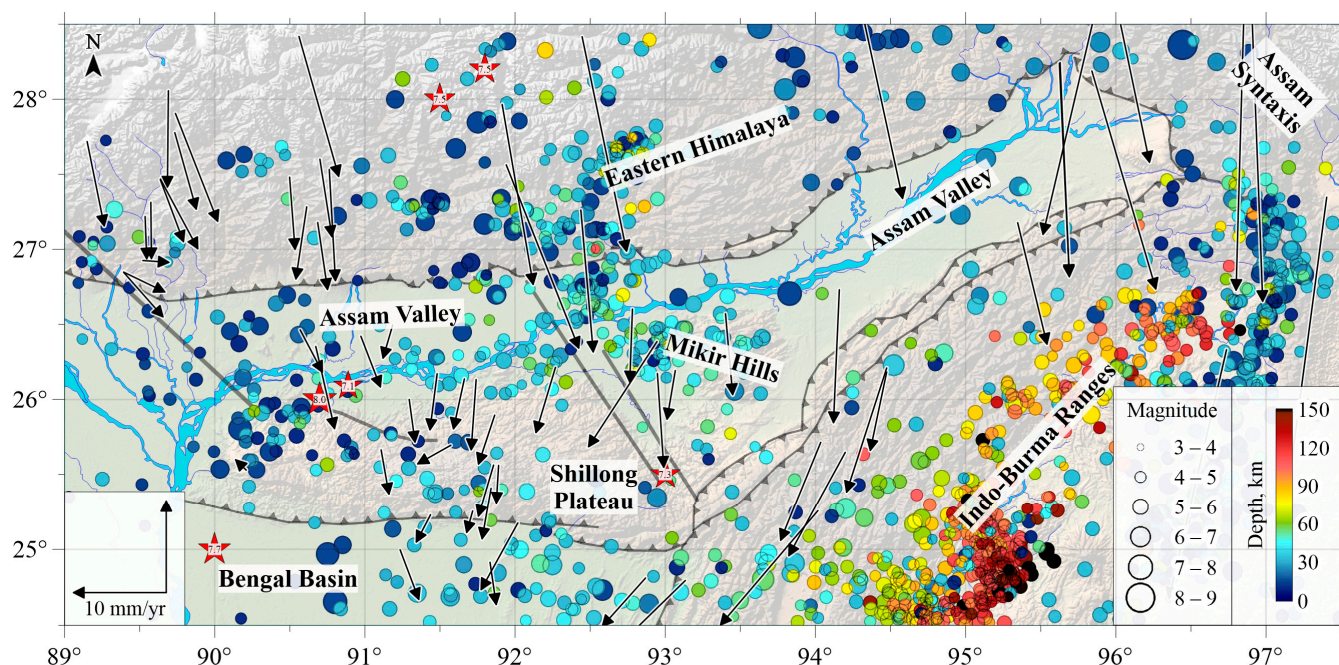 N
28°
27°
26°
25°
7.5
7.5
Assam
Syntaxis
Eastern Himalaya
Assam Valley
Assam Valley
Mikir Hills
7.1
8.0
Indo-Burma Ranges
Shillong
Plateau
7.3
7.7
Bengal Basin
10 mm/yr
Magnitude
3 – 4
4 – 5
5 – 6
6 – 7
7 – 8
8 – 9
Depth, km
150
120
90
60
30
0
89°
90°
91°
92°
93°
94°
95°
96°
97°